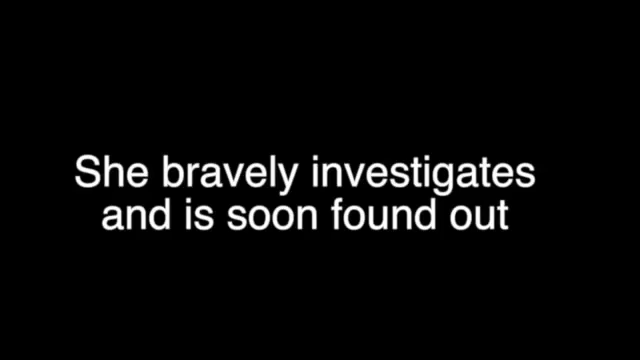 She bravely investigates
and is soon found out